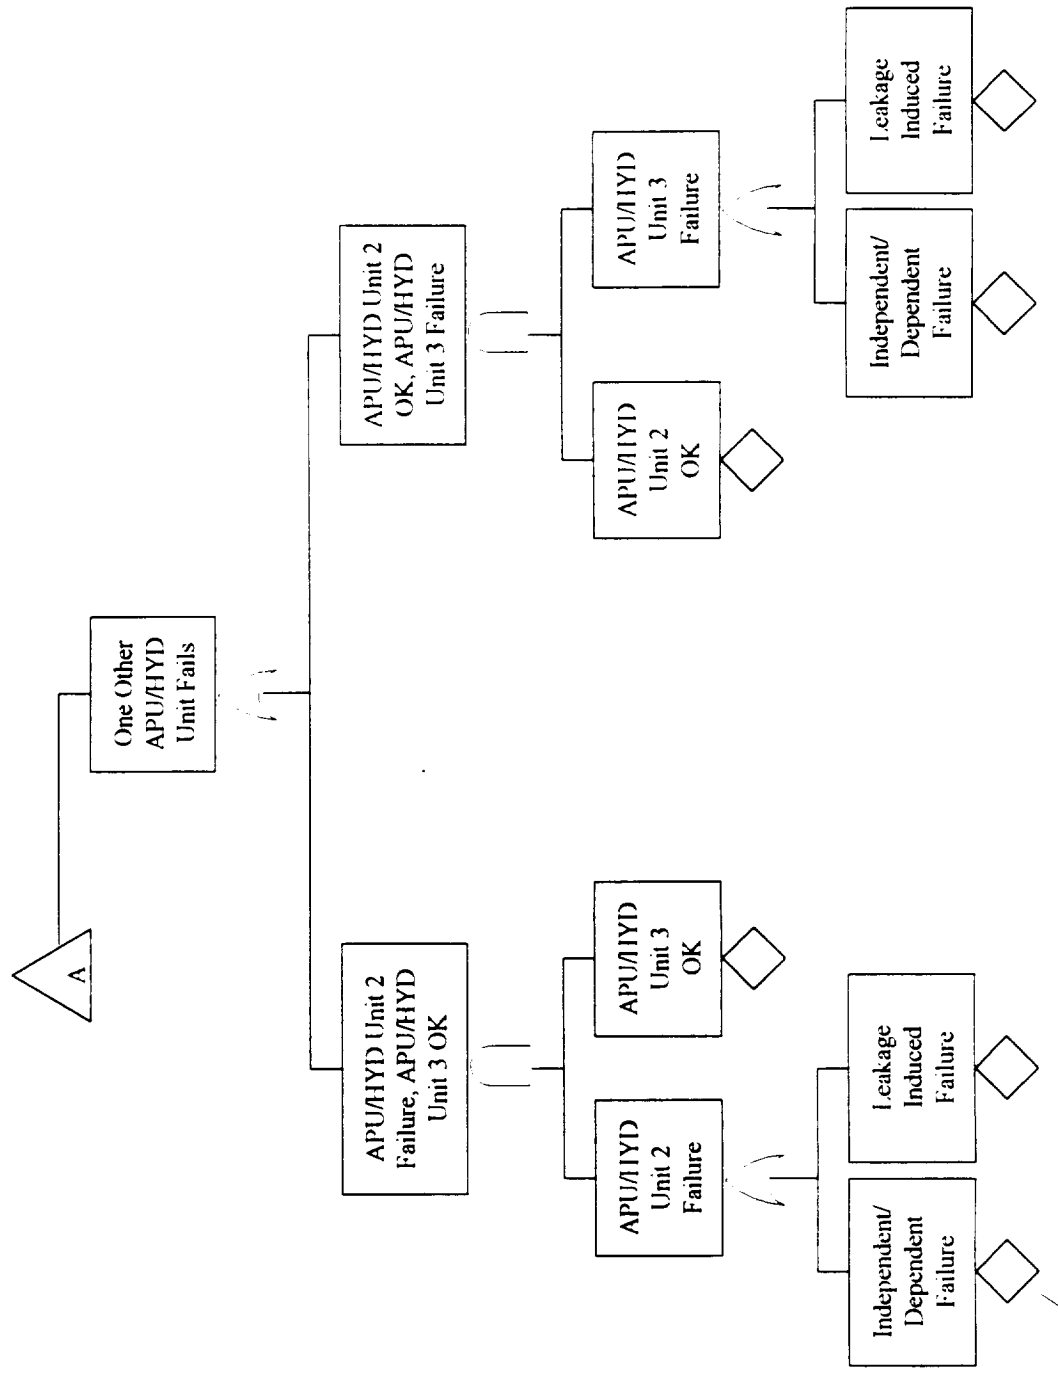 A
One Other
APU/HYD
Unit Fails
APU/HYD Unit 2
Failure, APU/HYD
Unit 3 OK
APU/HYD Unit 2
OK, APU/HYD
Unit 3 Failure
APU/HYD
Unit 2
Failure
APU/HYD
Unit 3
OK
APU/HYD
Unit 2
OK
APU/HYD
Unit 3
Failure
Independent/
Dependent
Failure
Leakage
Induced
Failure
Independent/
Dependent
Failure
Leakage
Induced
Failure